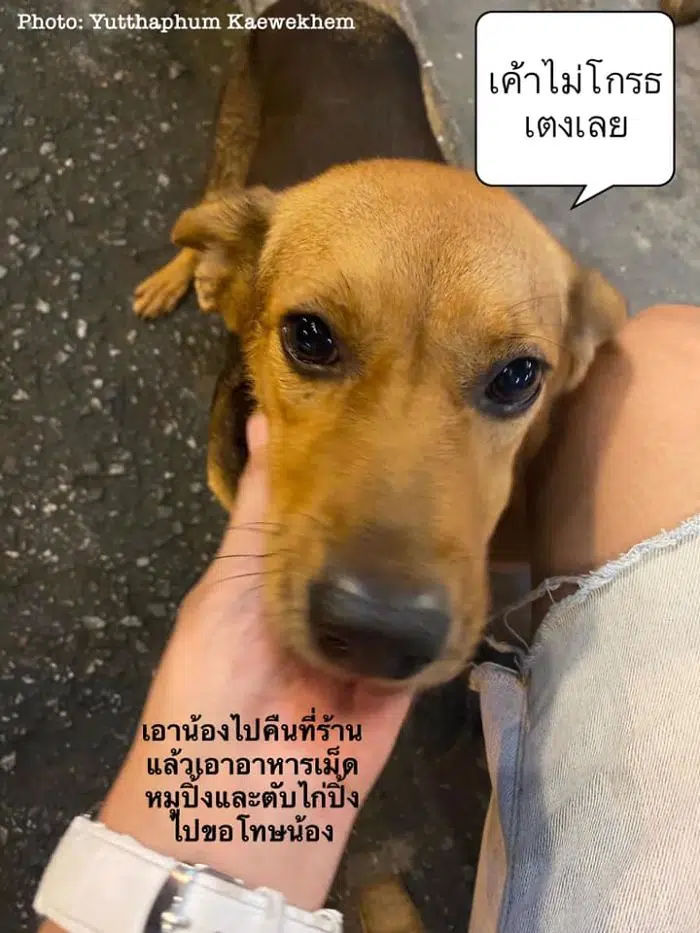 Photo: Yutthaphum Kaewekhem
เค้าไม่โกรธ
เตงเลย
เอาน้องไปคืนที่ร้าน
แล้วเอาอาหารเม็ด
หมูปิ้งและตับไก่ปิ้ง
ไปขอโทษน้อง